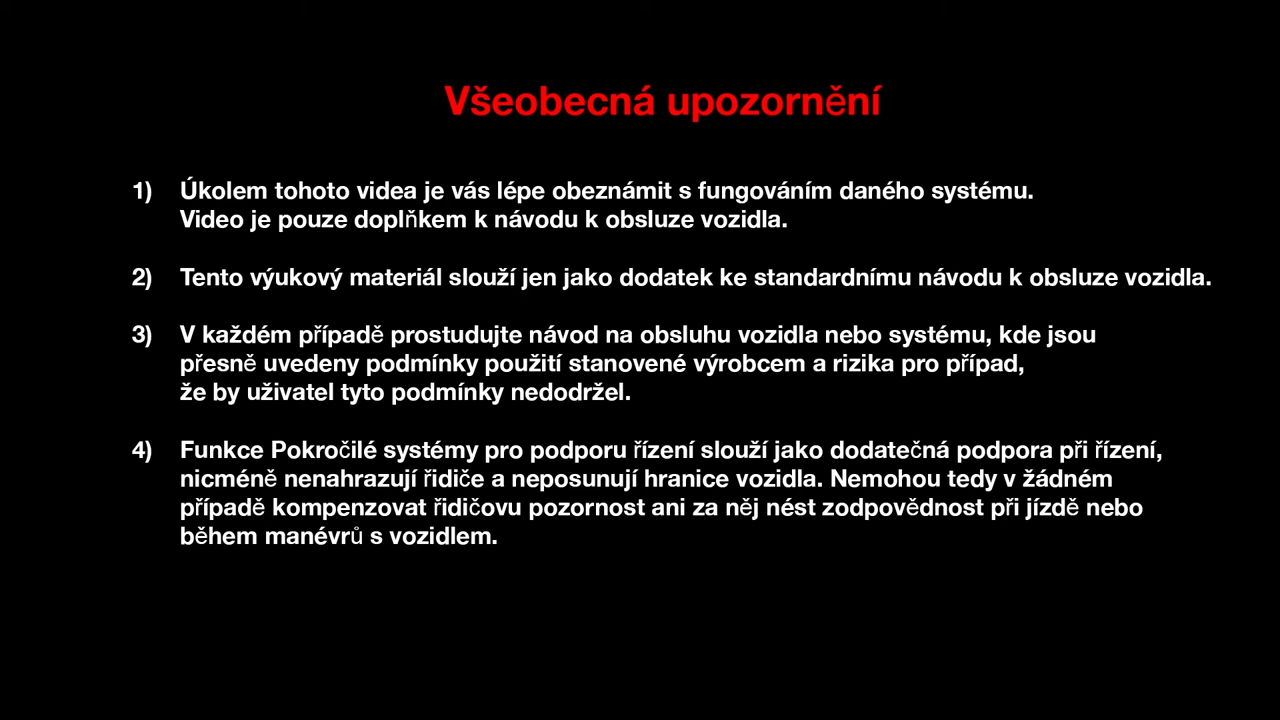 Všeobecná upozornění
1) Úkolem tohoto videa je vás lépe obeznámit s fungováním daného systému.
Video je pouze doplňkem k návodu k obsluze vozidla.
2) Tento výukový materiál slouží jen jako dodatek ke standardnímu návodu k obsluze vozidla.
3) V každém případě prostudujte návod na obsluhu vozidla nebo systému, kde jsou
přesně uvedeny podmínky použití stanovené výrobcem a rizika pro případ,
že by uživatel tyto podmínky nedodržel.
4) Funkce Pokročilé systémy pro podporu řízení slouží jako dodatečná podpora při řízení,
nicméně nenahrazují řidiče a neposunují hranice vozidla. Nemohou tedy v žádném
případě kompenzovat řidičovu pozornost ani za něj nést zodpovědnost při jízdě nebo
během manévrů s vozidlem.